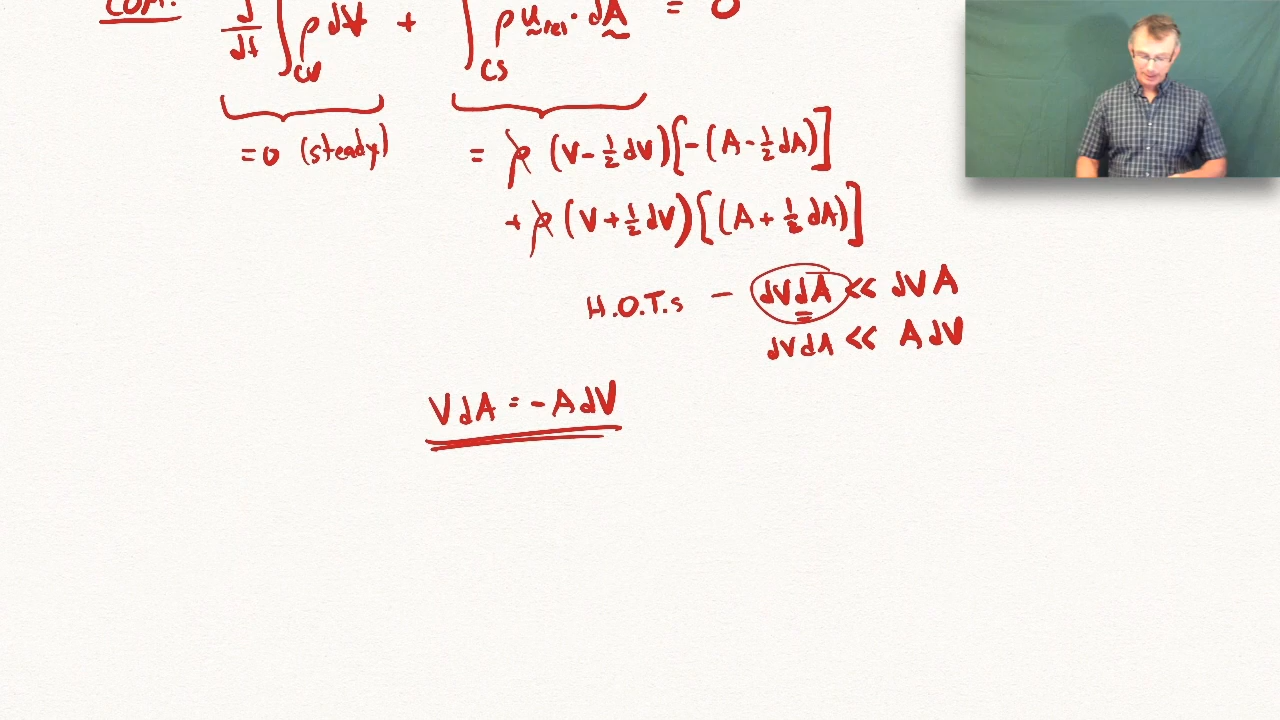 COM:
d/dt ∫_CV ρ dV + ∫_CS ρ u_rel · dA = 0
= 0 (steady)
= ρ (V - ½ dV) [-(A - ½ dA)]
+ ρ (V + ½ dV) [(A + ½ dA)]
H.O.T.s - dVdA << dVA
dVdA << AdV
VdA = -AdV